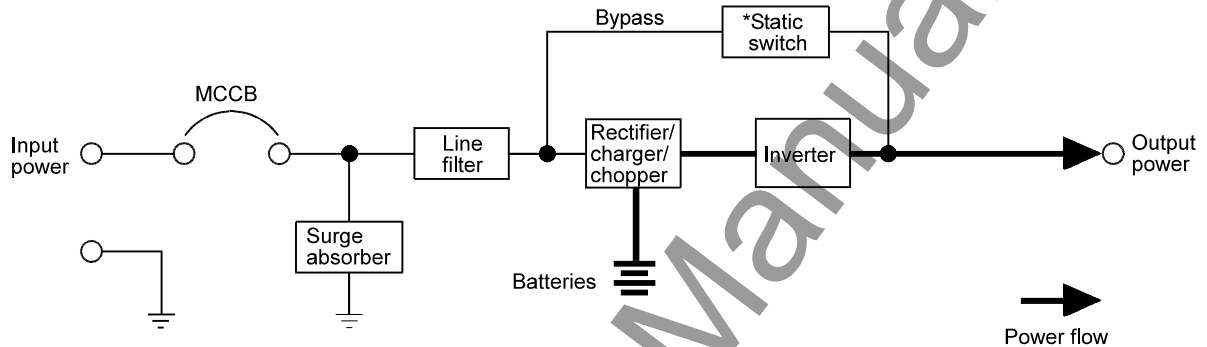 Bypass
*Static
switch
MCCB
Input
power
Line
filter
Rectifier/
charger/
chopper
Inverter
Output
power
Surge
absorber
Batteries
Power flow
Manual